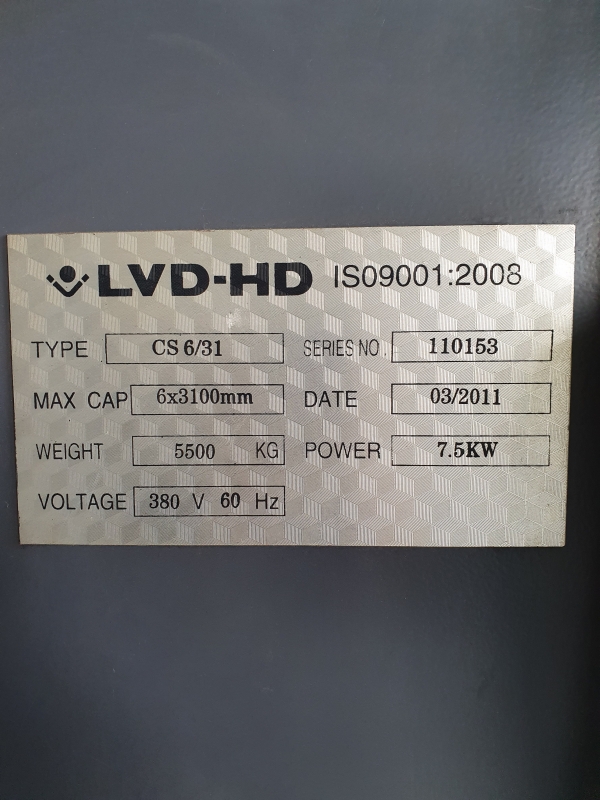 LVD-HD ISO9001:2008
TYPE CS 6/31 SERIES NO. 110153
MAX CAP 6x3100mm DATE 03/2011
WEIGHT 5500 KG POWER 7.5KW
VOLTAGE 380 V 60 Hz